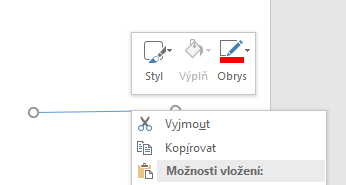 Styl Výplň Obrys
Vyjmout
Kopírovat
Možnosti vložení: